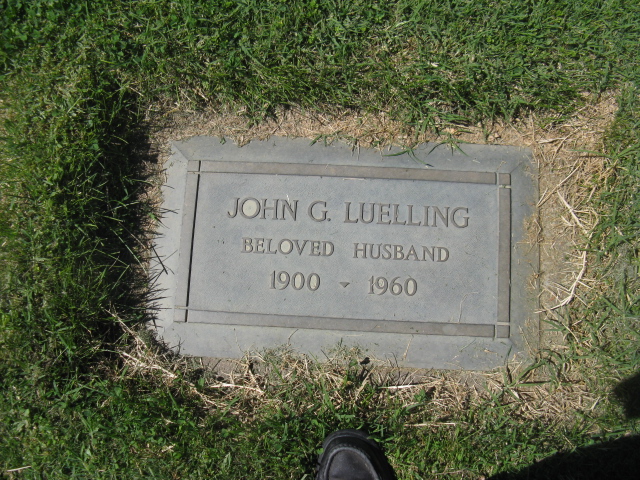 JOHN G. LUELLING
BELOVED HUSBAND
1900 - 1960